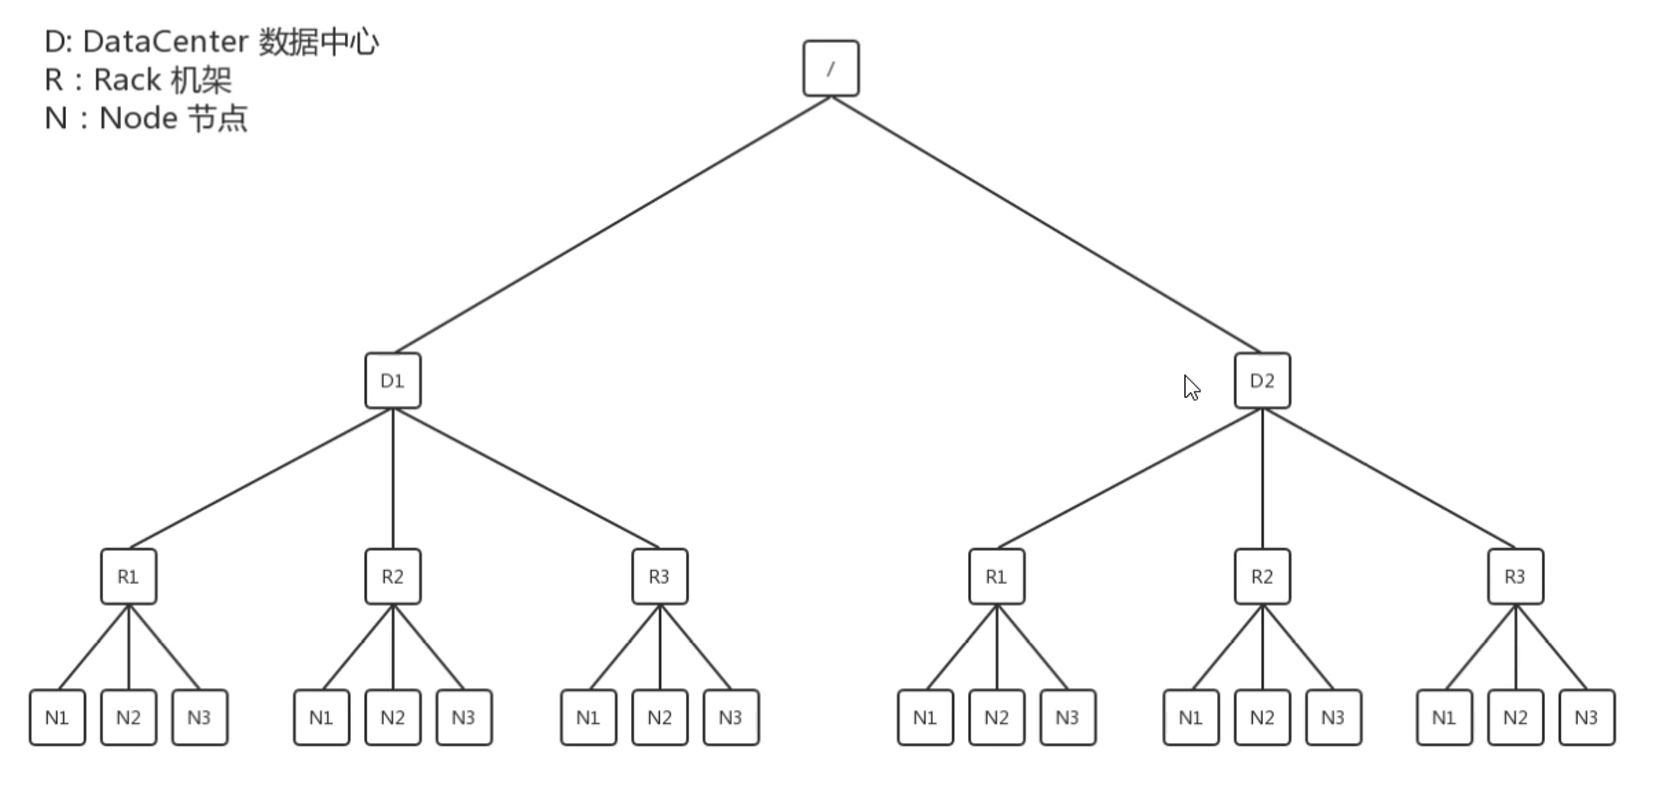 D: DataCenter 数据中心
R：Rack 机架
N：Node 节点
/
D1 D2
R1 R2 R3 R1 R2 R3
N1 N2 N3 N1 N2 N3 N1 N2 N3 N1 N2 N3 N1 N2 N3 N1 N2 N3